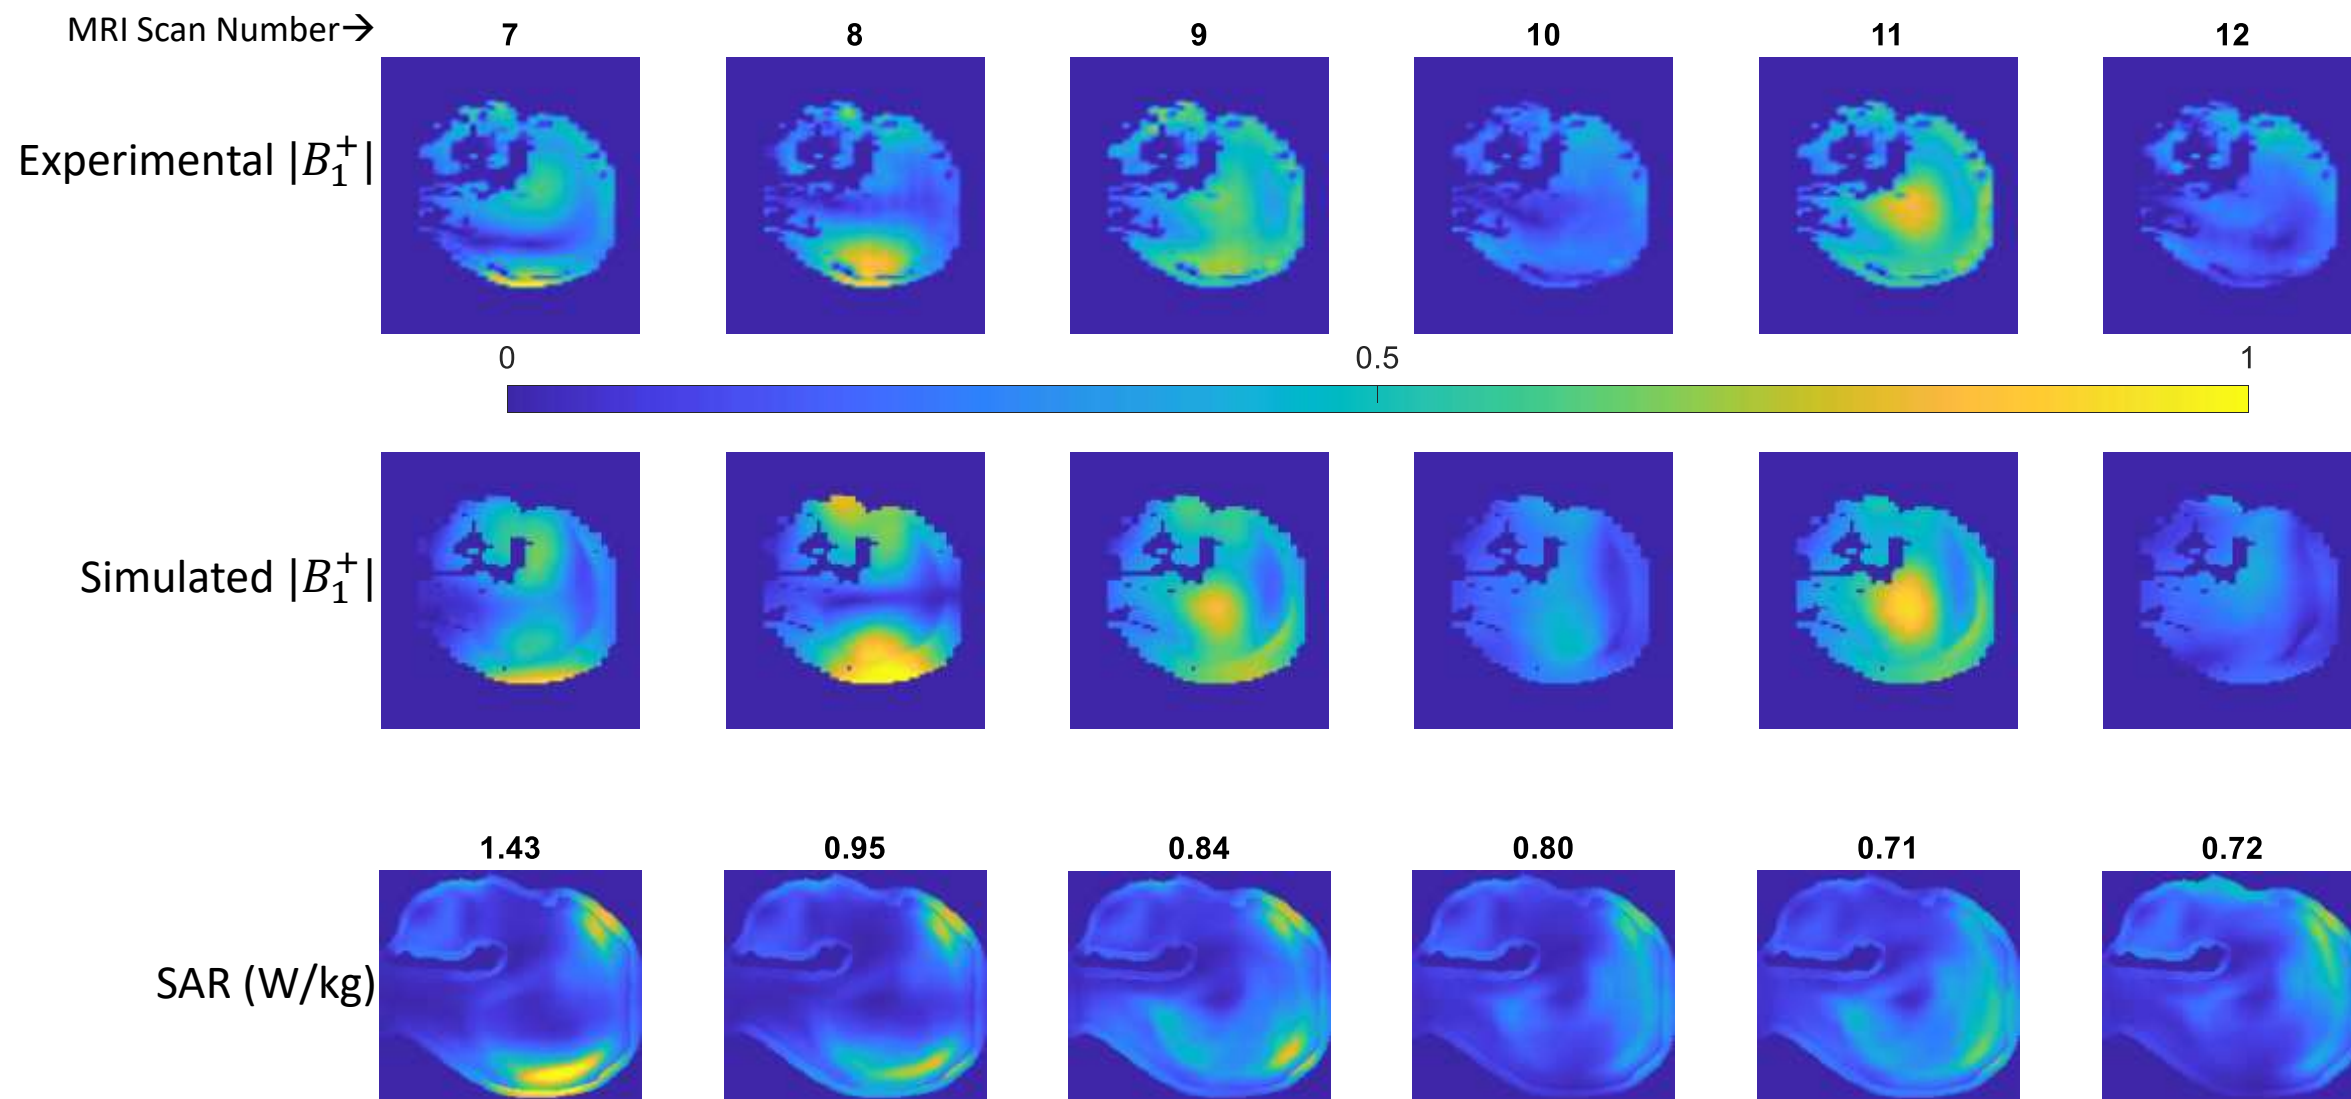 MRI Scan Number→ 7 8 9 10 11 12
Experimental |B₁⁺|
0 0.5 1
Simulated |B₁⁺|
1.43 0.95 0.84 0.80 0.71 0.72
SAR (W/kg)